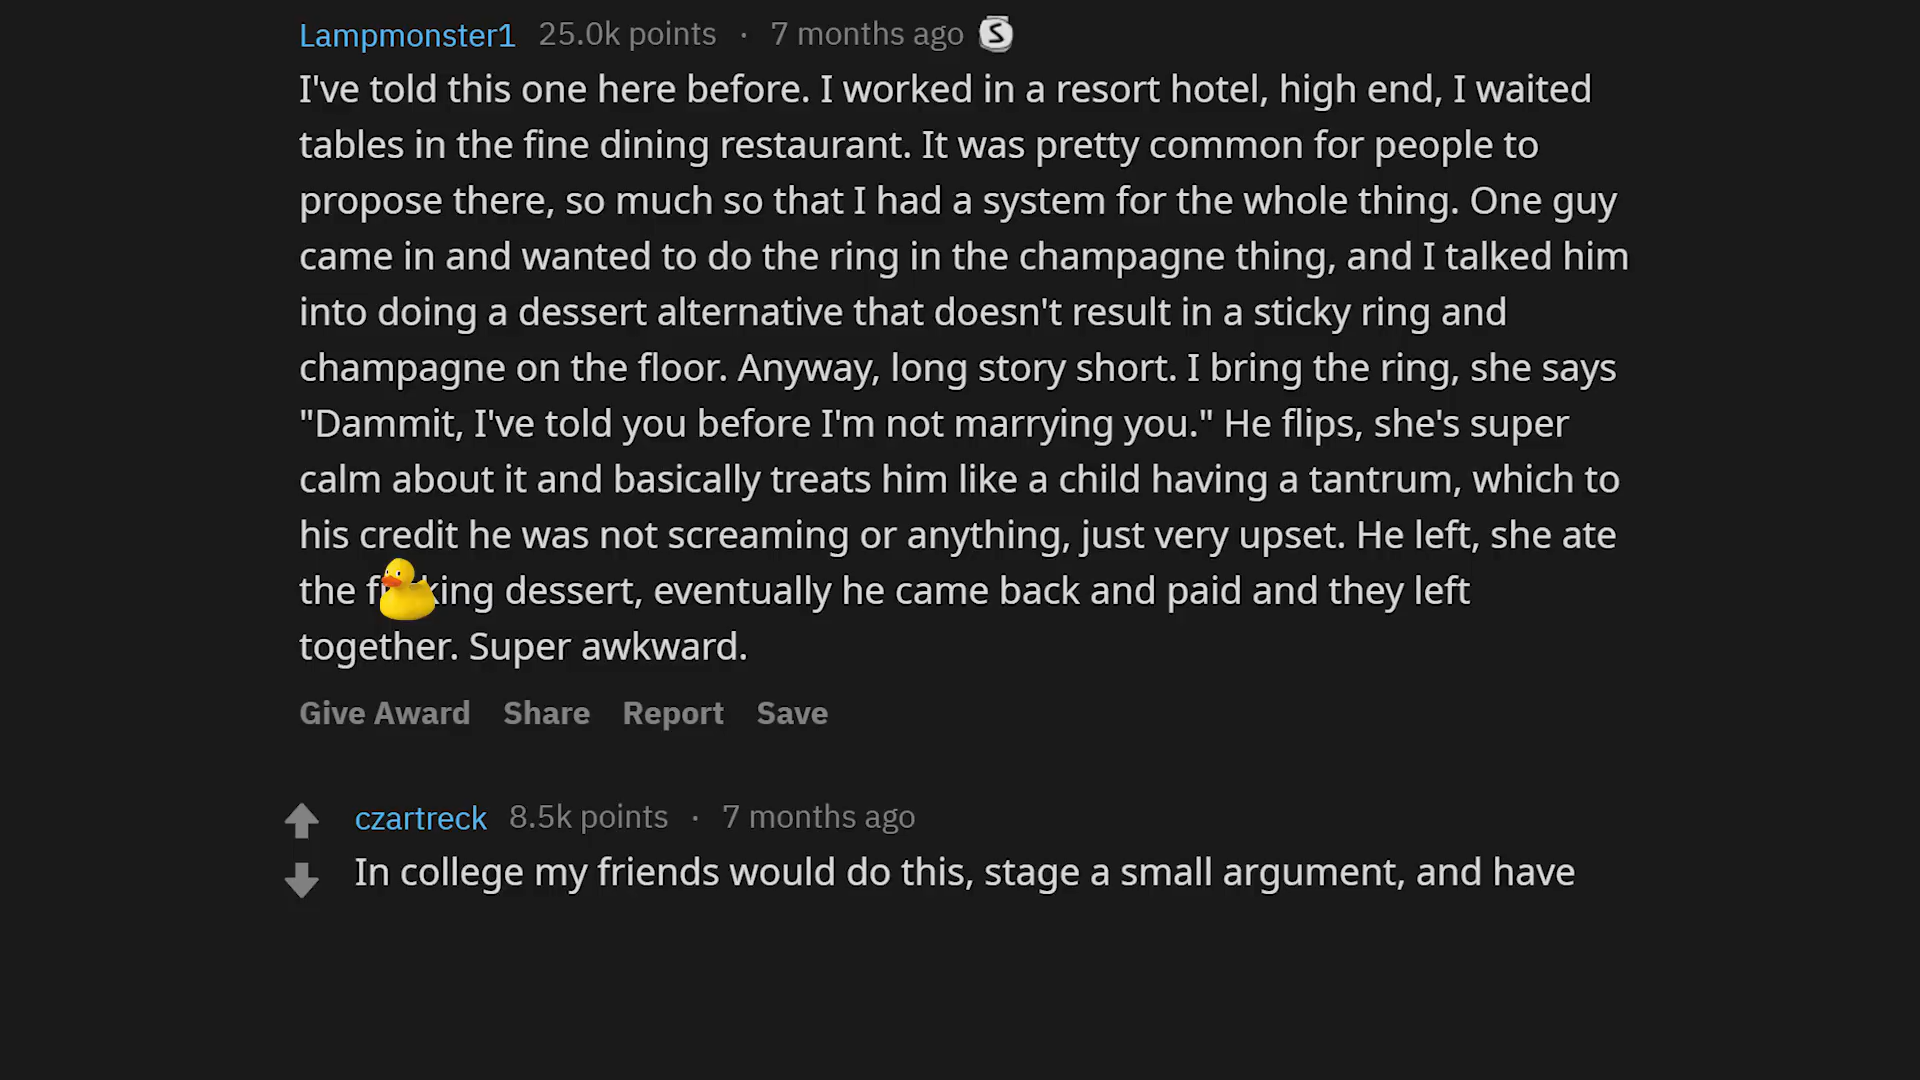 Lampmonster1 25.0k points · 7 months ago S
I've told this one here before. I worked in a resort hotel, high end, I waited
tables in the fine dining restaurant. It was pretty common for people to
propose there, so much so that I had a system for the whole thing. One guy
came in and wanted to do the ring in the champagne thing, and I talked him
into doing a dessert alternative that doesn't result in a sticky ring and
champagne on the floor. Anyway, long story short. I bring the ring, she says
"Dammit, I've told you before I'm not marrying you." He flips, she's super
calm about it and basically treats him like a child having a tantrum, which to
his credit he was not screaming or anything, just very upset. He left, she ate
the dessert, eventually he came back and paid and they left
together. Super awkward.
Give Award Share Report Save
czartreck 8.5k points · 7 months ago
In college my friends would do this, stage a small argument, and have